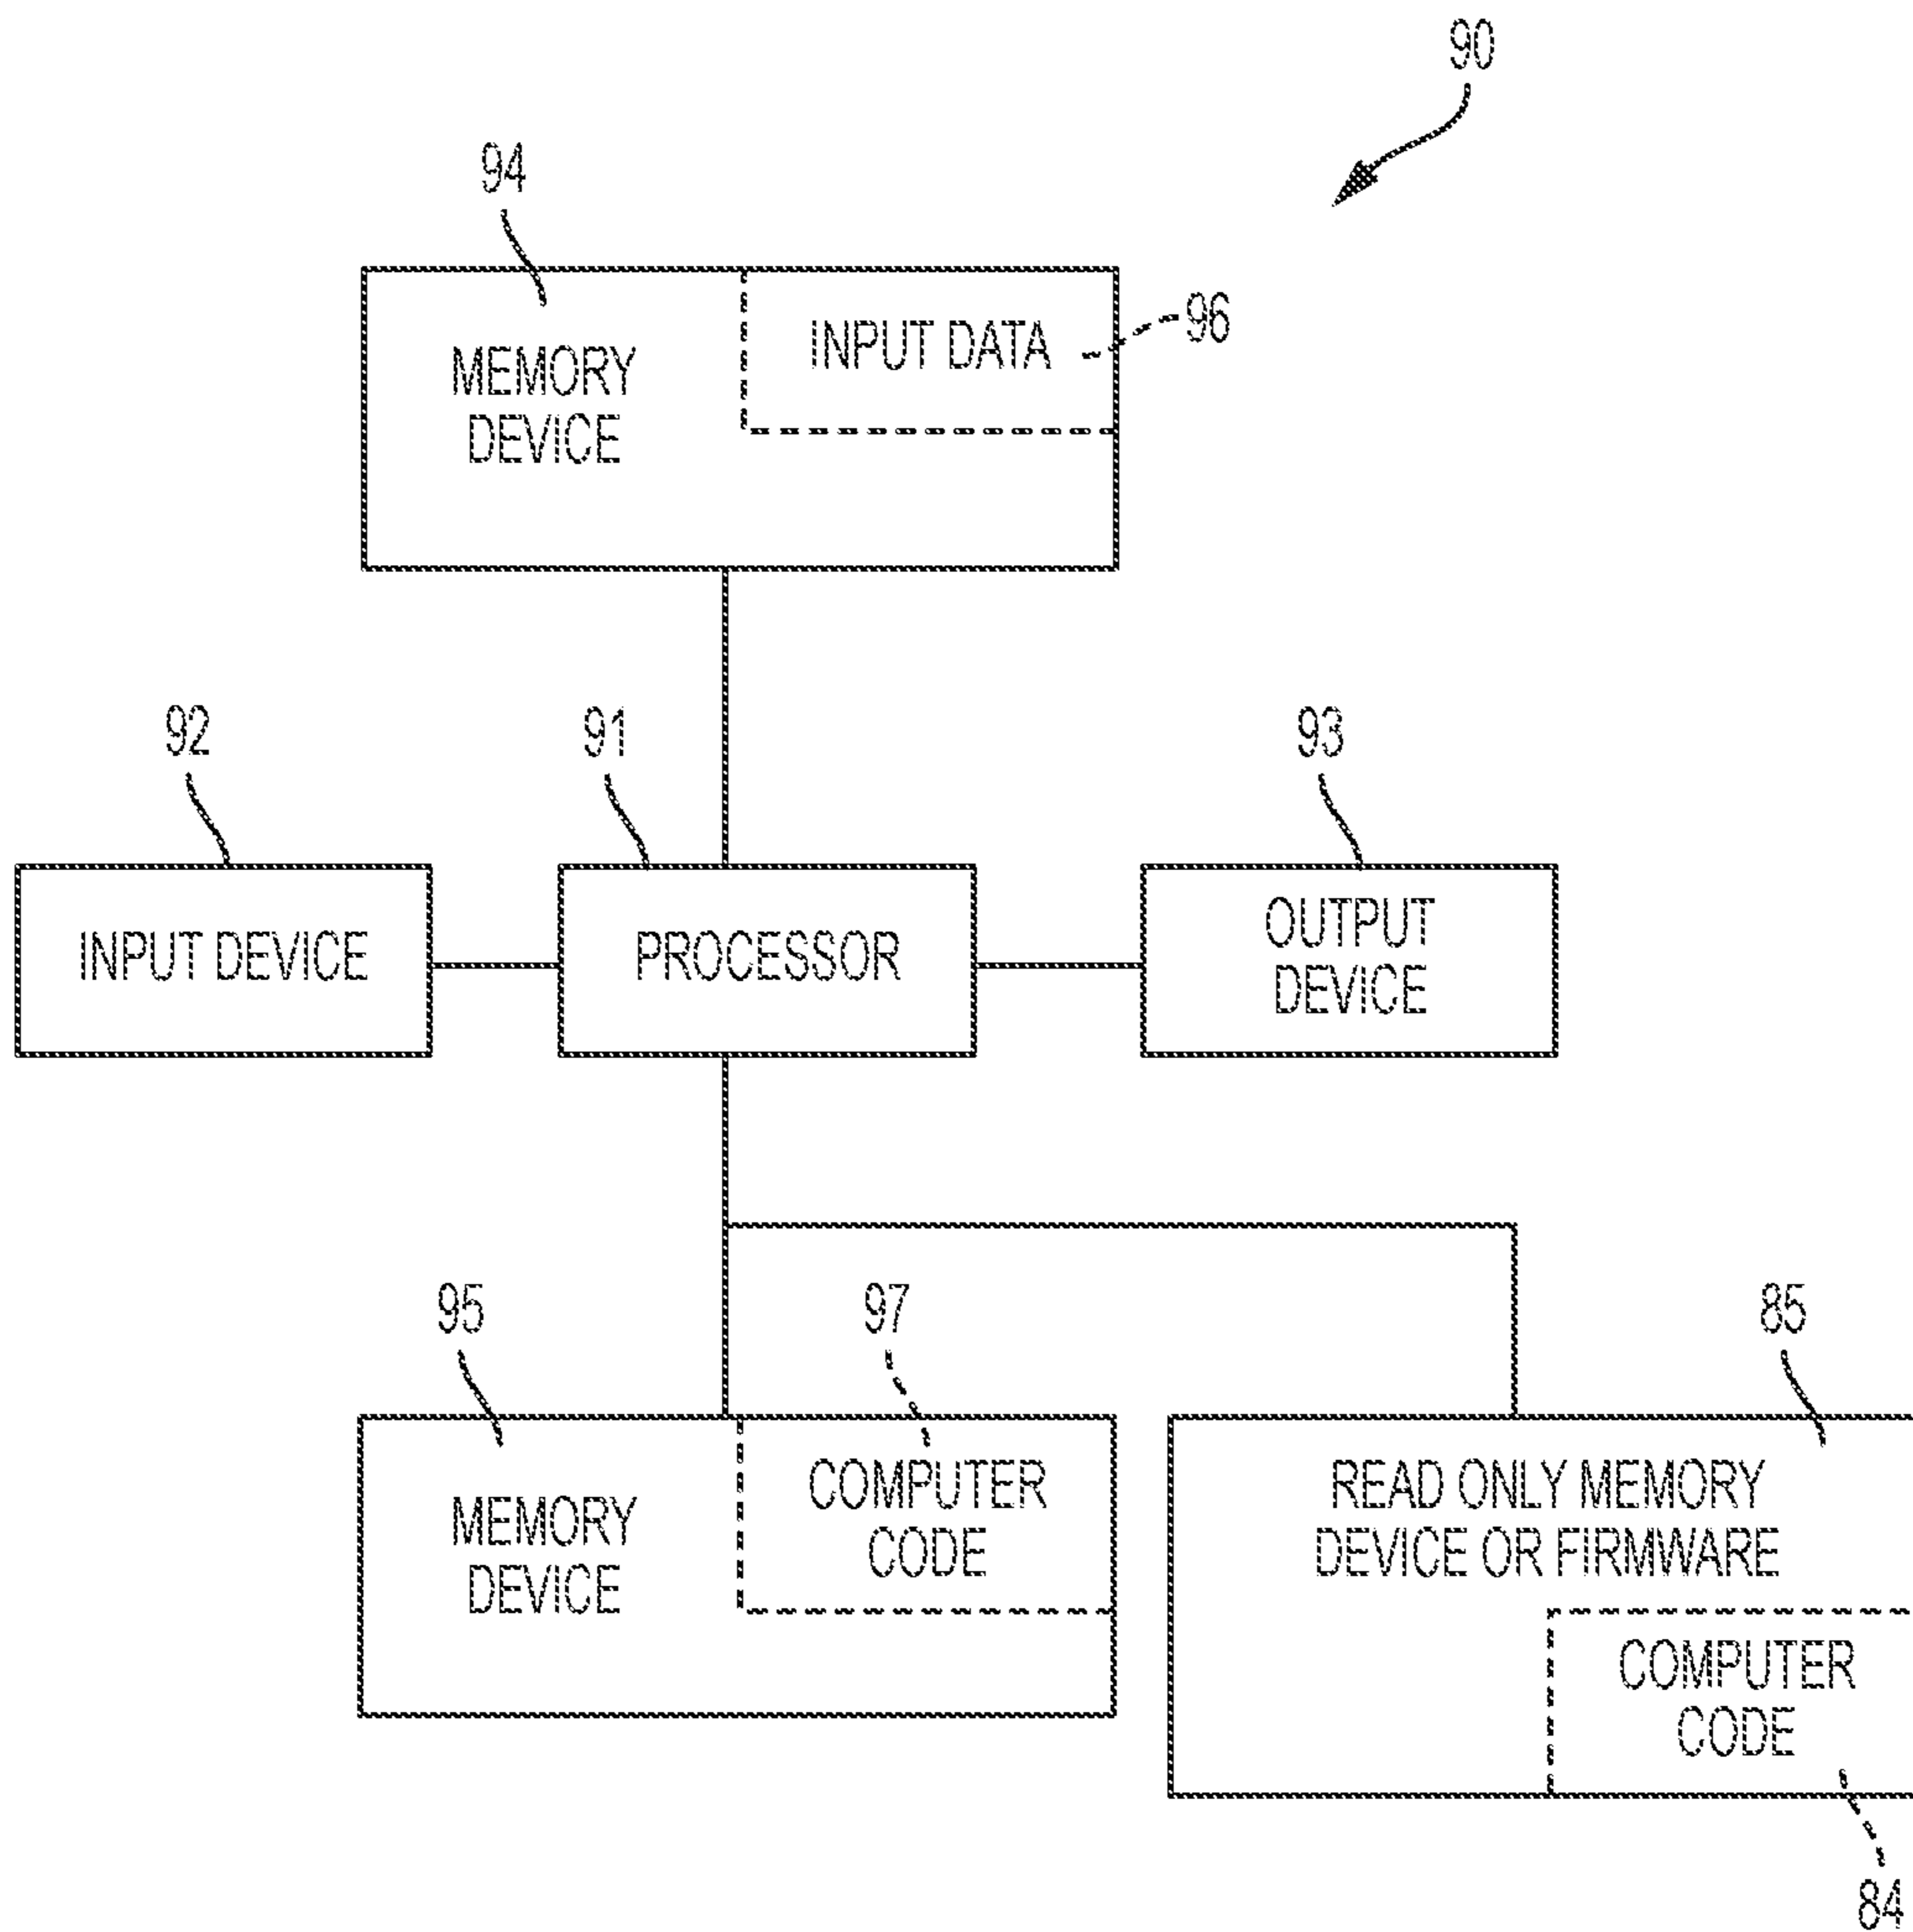 90
94
96
INPUT DATA
MEMORY
DEVICE
92
91
93
INPUT DEVICE
PROCESSOR
OUTPUT
DEVICE
95
97
85
MEMORY
DEVICE
COMPUTER
CODE
READ ONLY MEMORY
DEVICE OR FIRMWARE
COMPUTER
CODE
84